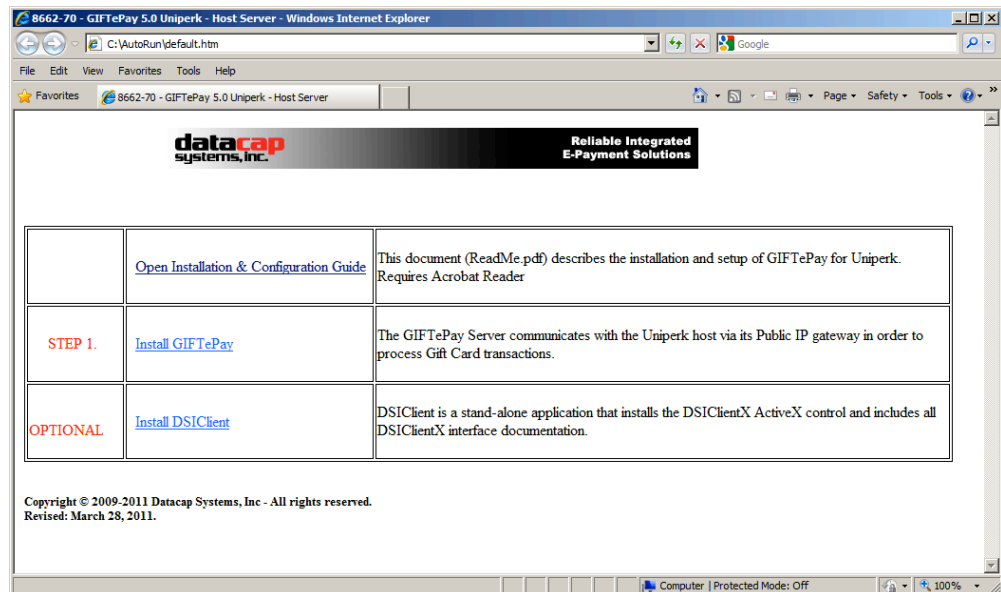 8662-70 - GIFTePay 5.0 Uniperk - Host Server - Windows Internet Explorer
C:\AutoRun\default.htm
Google
File Edit View Favorites Tools Help
Favorites
8662-70 - GIFTePay 5.0 Uniperk - Host Server
Page Safety Tools
datacap
systems, inc.
Reliable Integrated
E-Payment Solutions
Open Installation & Configuration Guide
This document (ReadMe.pdf) describes the installation and setup of GIFTePay for Uniperk.
Requires Acrobat Reader
STEP 1.
Install GIFTePay
The GIFTePay Server communicates with the Uniperk host via its Public IP gateway in order to
process Gift Card transactions.
OPTIONAL
Install DSIClient
DSIClient is a stand-alone application that installs the DSIClientX ActiveX control and includes all
DSIClientX interface documentation.
Copyright © 2009-2011 Datacap Systems, Inc - All rights reserved.
Revised: March 28, 2011.
Computer | Protected Mode: Off
100%